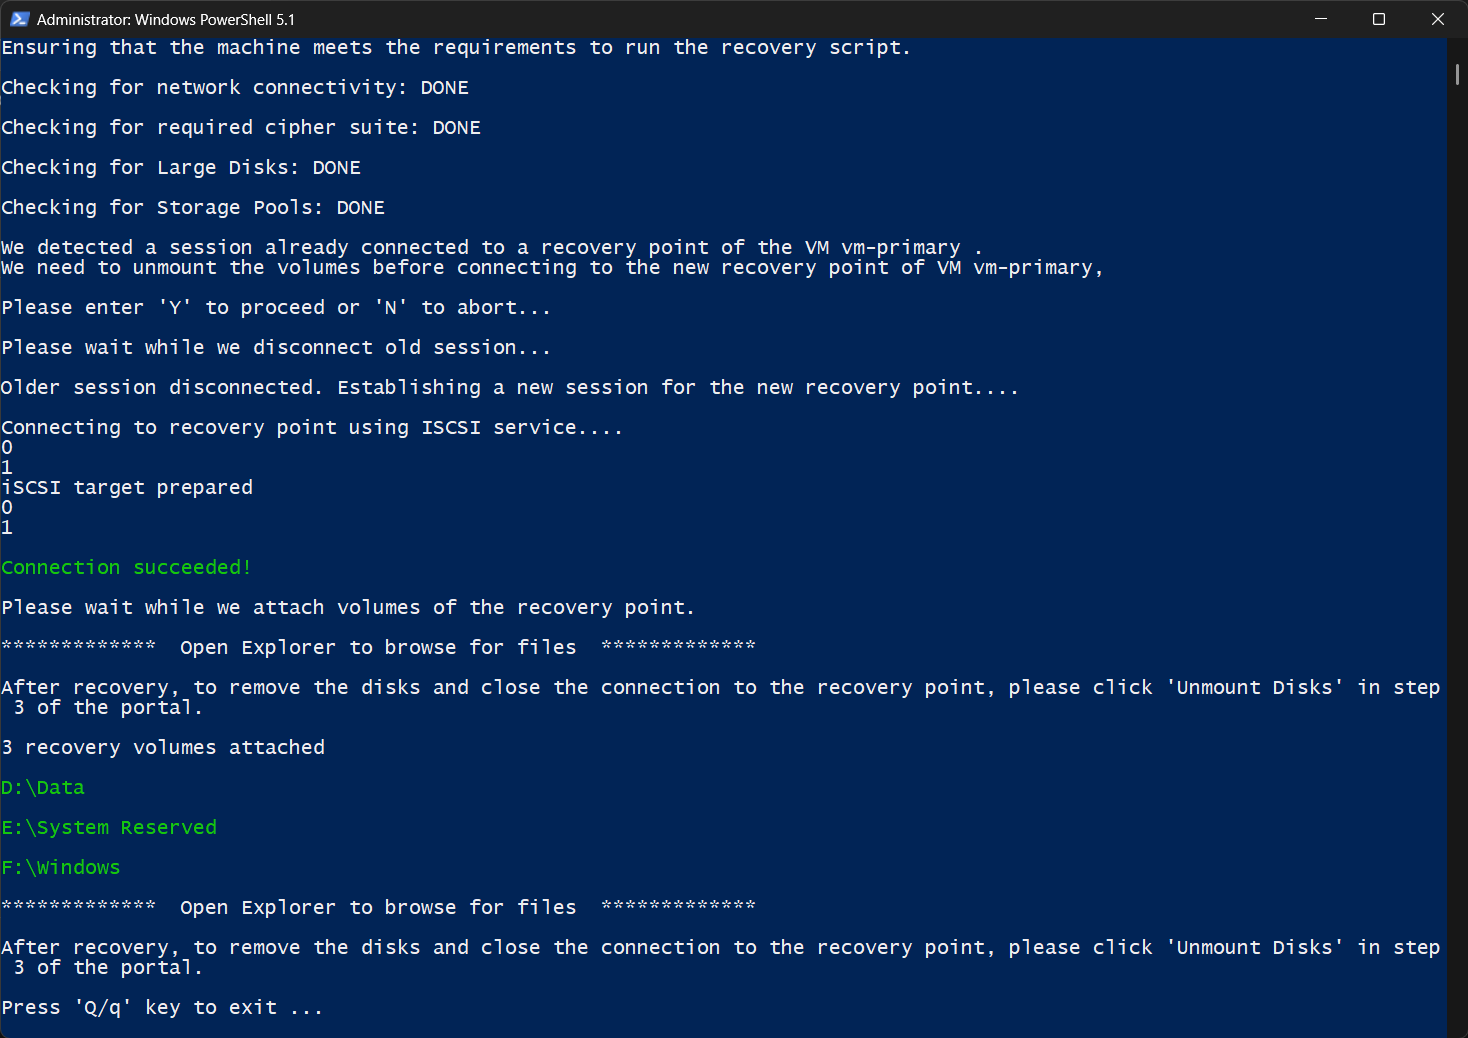 Administrator: Windows PowerShell 5.1
Ensuring that the machine meets the requirements to run the recovery script.
Checking for network connectivity: DONE
Checking for required cipher suite: DONE
Checking for Large Disks: DONE
Checking for Storage Pools: DONE
We detected a session already connected to a recovery point of the VM vm-primary .
We need to unmount the volumes before connecting to the new recovery point of VM vm-primary,
Please enter 'Y' to proceed or 'N' to abort...
Please wait while we disconnect old session...
Older session disconnected. Establishing a new session for the new recovery point....
Connecting to recovery point using ISCSI service....
0
1
iSCSI target prepared
0
1
Connection succeeded!
Please wait while we attach volumes of the recovery point.
************* Open Explorer to browse for files *************
After recovery, to remove the disks and close the connection to the recovery point, please click 'Unmount Disks' in step
3 of the portal.
3 recovery volumes attached
D:\Data
E:\System Reserved
F:\Windows
************* Open Explorer to browse for files *************
After recovery, to remove the disks and close the connection to the recovery point, please click 'Unmount Disks' in step
3 of the portal.
Press 'Q/q' key to exit ...